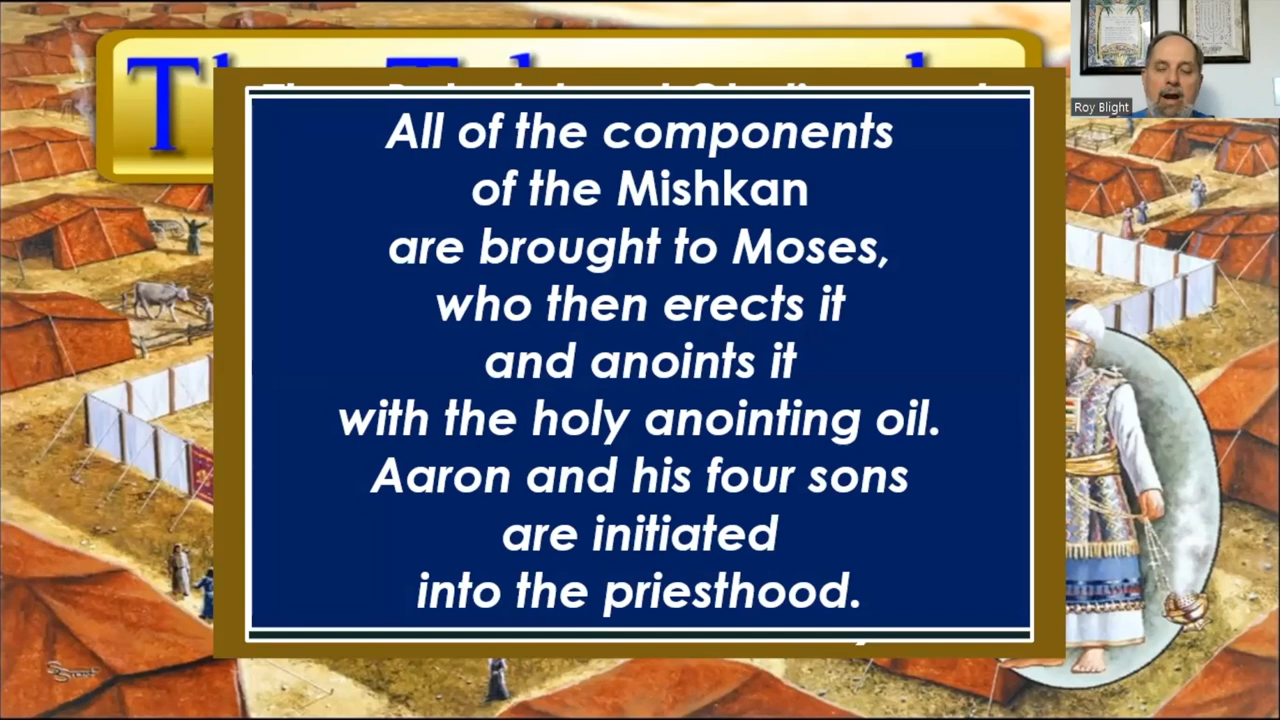 All of the components
of the Mishkan
are brought to Moses,
who then erects it
and anoints it
with the holy anointing oil.
Aaron and his four sons
are initiated
into the priesthood.
Roy Blight